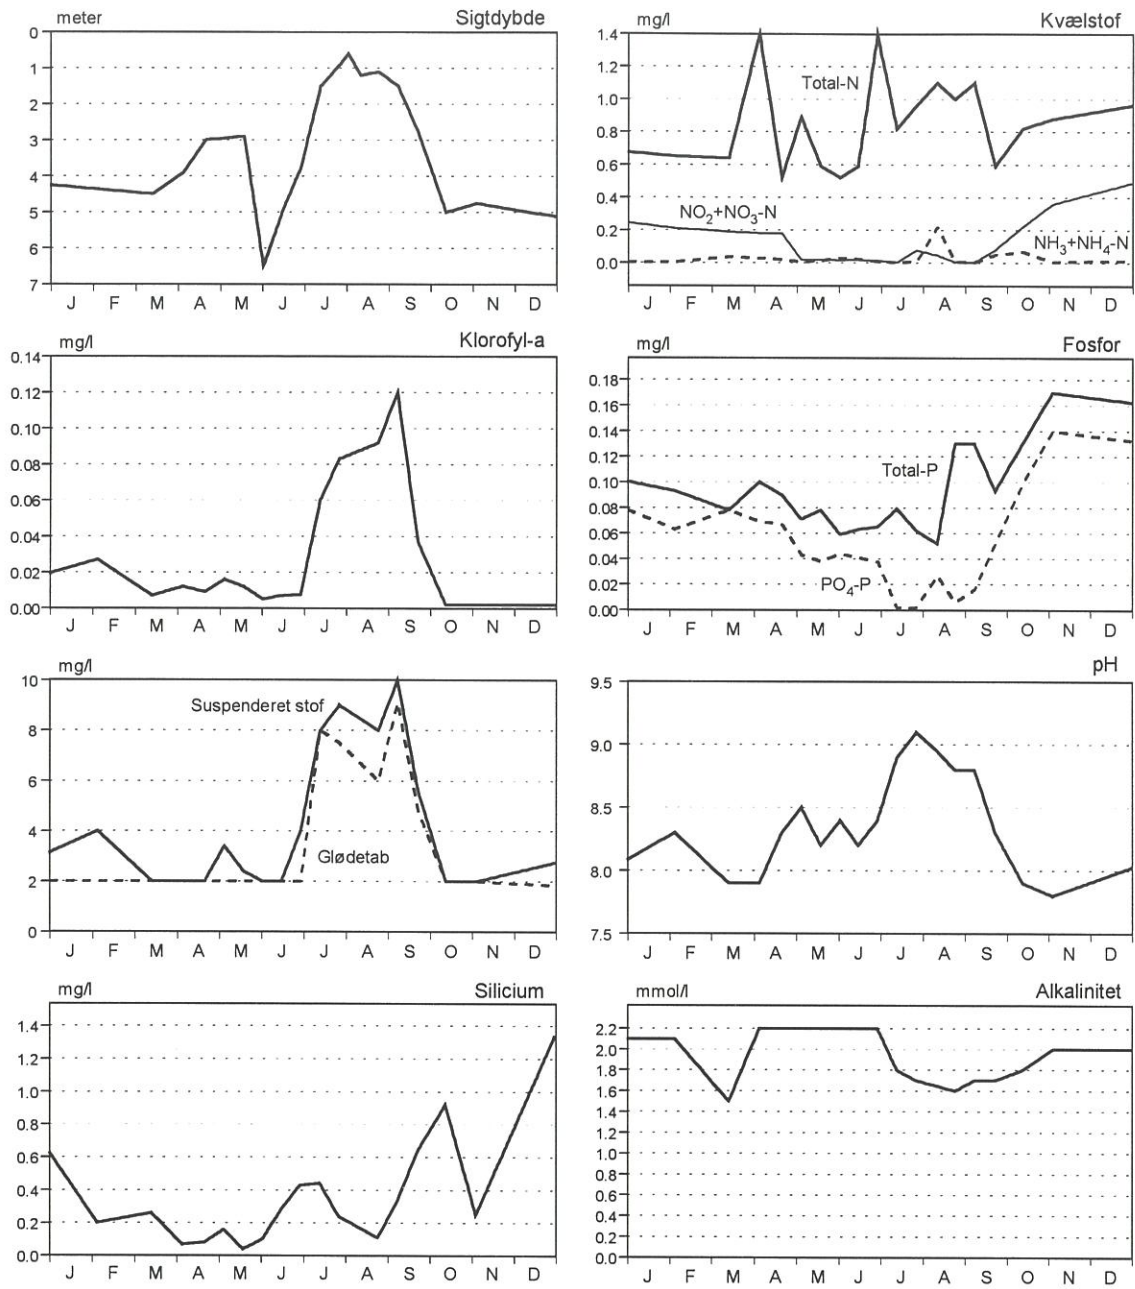 meter Sigtdybde
0
1
2
3
4
5
6
7
J F M A M J J A S O N D
mg/l Kvælstof
1.4
1.2
1.0
0.8
0.6
0.4
0.2
0.0
Total-N
NO₂+NO₃-N
NH₃+NH₄-N
J F M A M J J A S O N D
mg/l Klorofyl-a
0.14
0.12
0.10
0.08
0.06
0.04
0.02
0.00
J F M A M J J A S O N D
mg/l Fosfor
0.18
0.16
0.14
0.12
0.10
0.08
0.06
0.04
0.02
0.00
Total-P
PO₄-P
J F M A M J J A S O N D
mg/l
10
8
6
4
2
0
Suspenderet stof
Glødetab
J F M A M J J A S O N D
pH
9.5
9.0
8.5
8.0
7.5
J F M A M J J A S O N D
mg/l Silicium
1.4
1.2
1.0
0.8
0.6
0.4
0.2
0.0
J F M A M J J A S O N D
mmol/l Alkalinitet
2.2
2.0
1.8
1.6
1.4
1.2
1.0
0.8
0.6
0.4
0.2
0.0
J F M A M J J A S O N D